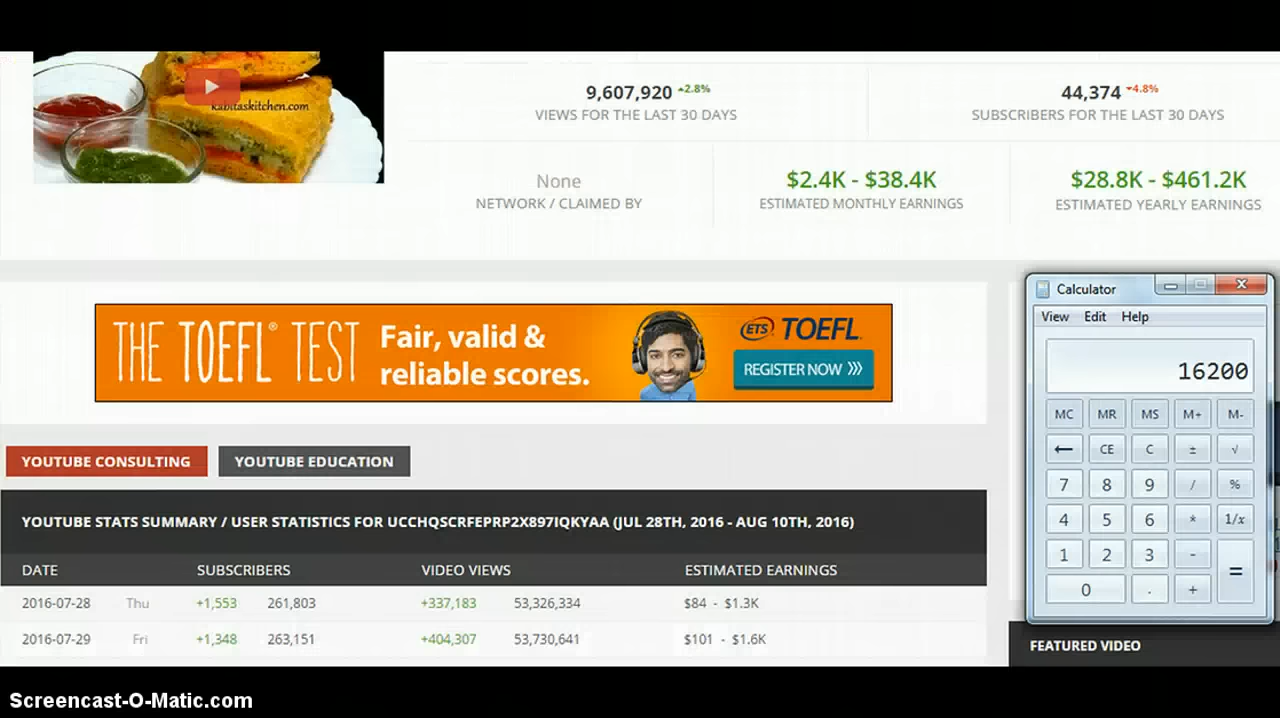 kabitaskitchen.com
9,607,920 2.8%
VIEWS FOR THE LAST 30 DAYS
44,374 -4.8%
SUBSCRIBERS FOR THE LAST 30 DAYS
None
NETWORK / CLAIMED BY
$2.4K - $38.4K
ESTIMATED MONTHLY EARNINGS
$28.8K - $461.2K
ESTIMATED YEARLY EARNINGS
THE TOEFL® TEST
Fair, valid &
reliable scores.
ETS TOEFL
REGISTER NOW
Calculator
View Edit Help
16200
MC MR MS M+ M-
← CE C ± √
7 8 9 / %
4 5 6 * 1/x
1 2 3 - =
0 . +
YOUTUBE CONSULTING
YOUTUBE EDUCATION
YOUTUBE STATS SUMMARY / USER STATISTICS FOR UCCHQSCRFEPRP2X897IQKYAA (JUL 28TH, 2016 - AUG 10TH, 2016)
DATE SUBSCRIBERS VIDEO VIEWS ESTIMATED EARNINGS
2016-07-28 Thu +1,553 261,803 +337,183 53,326,334 $84 - $1.3K
2016-07-29 Fri +1,348 263,151 +404,307 53,730,641 $101 - $1.6K
FEATURED VIDEO
Screencast-O-Matic.com